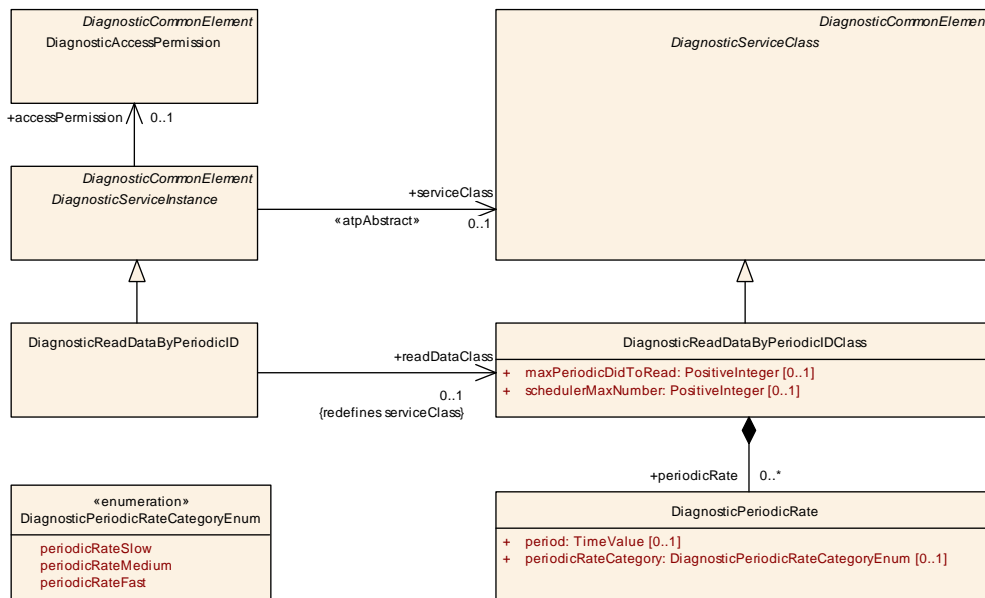 DiagnosticCommonElement
DiagnosticAccessPermission
DiagnosticCommonElement
DiagnosticServiceClass
+accessPermission
0..1
DiagnosticCommonElement
DiagnosticServiceInstance
+serviceClass
«atpAbstract»
0..1
DiagnosticReadDataByPeriodicID
+readDataClass
0..1
{redefines serviceClass}
DiagnosticReadDataByPeriodicIDClass
+ maxPeriodicDidToRead: PositiveInteger [0..1]
+ schedulerMaxNumber: PositiveInteger [0..1]
+periodicRate
0..*
«enumeration»
DiagnosticPeriodicRateCategoryEnum
periodicRateSlow
periodicRateMedium
periodicRateFast
DiagnosticPeriodicRate
+ period: TimeValue [0..1]
+ periodicRateCategory: DiagnosticPeriodicRateCategoryEnum [0..1]